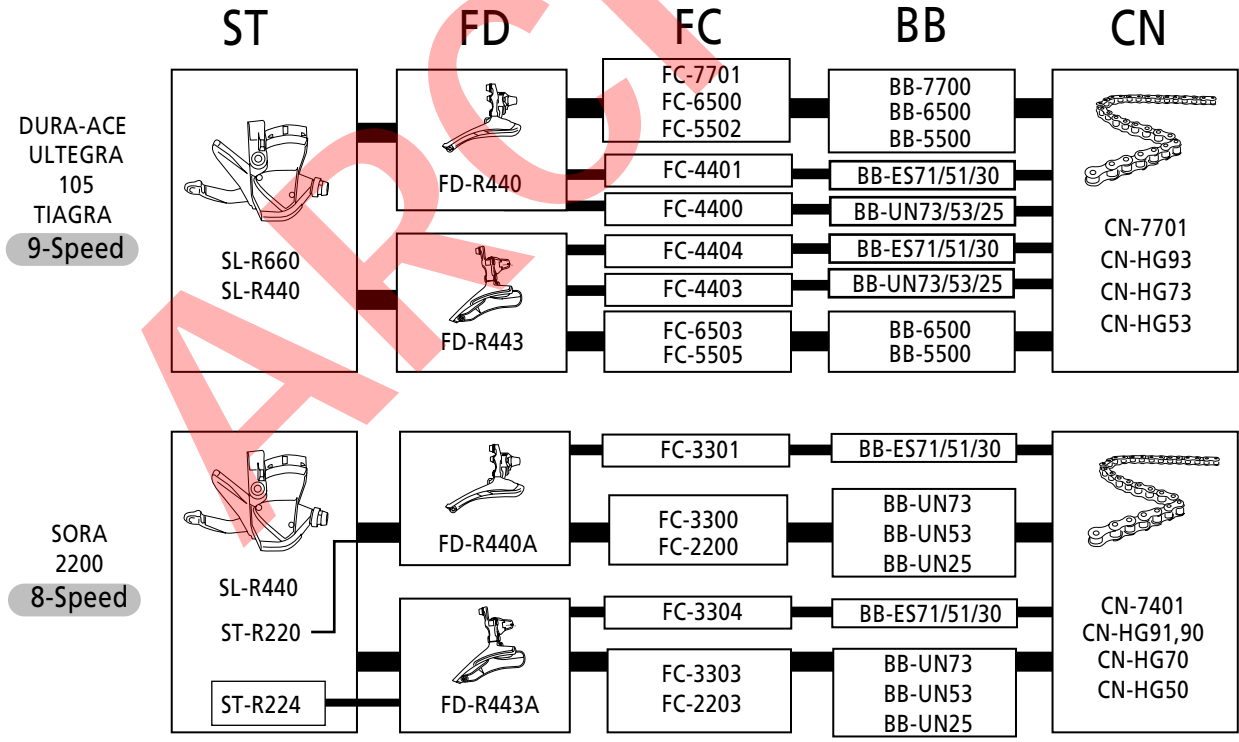 ST FD FC BB CN
DURA-ACE
ULTEGRA
105
TIAGRA
9-Speed
SL-R660
SL-R440
FD-R440
FD-R443
FC-7701
FC-6500
FC-5502
FC-4401
FC-4400
FC-4404
FC-4403
FC-6503
FC-5505
BB-7700
BB-6500
BB-5500
BB-ES71/51/30
BB-UN73/53/25
BB-ES71/51/30
BB-UN73/53/25
BB-6500
BB-5500
CN-7701
CN-HG93
CN-HG73
CN-HG53
SORA
2200
8-Speed
SL-R440
ST-R220
ST-R224
FD-R440A
FD-R443A
FC-3301
FC-3300
FC-2200
FC-3304
FC-3303
FC-2203
BB-ES71/51/30
BB-UN73
BB-UN53
BB-UN25
BB-ES71/51/30
BB-UN73
BB-UN53
BB-UN25
CN-7401
CN-HG91,90
CN-HG70
CN-HG50
ARCI